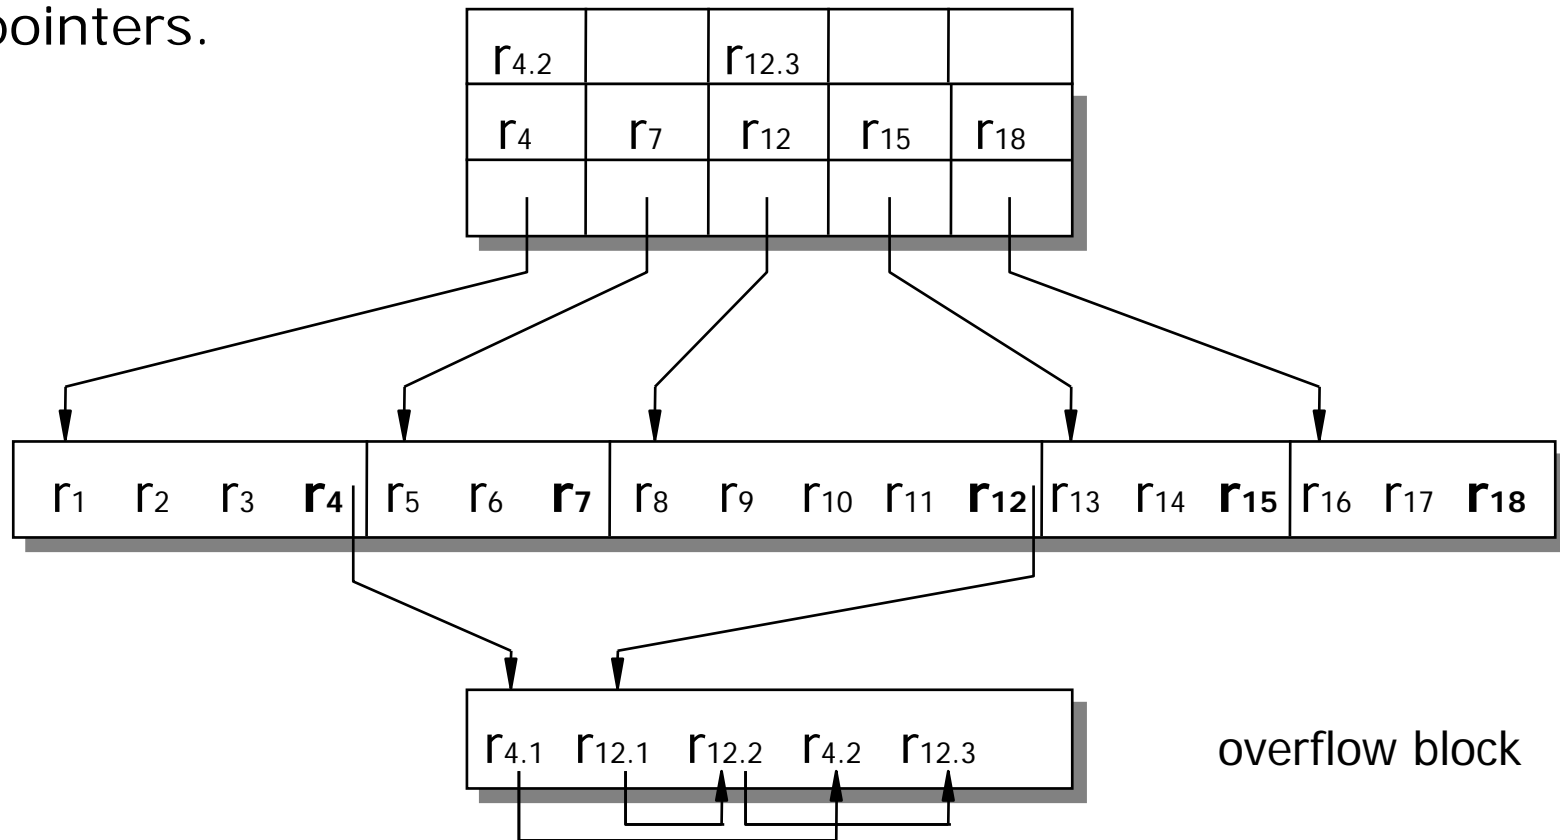 pointers.
r4.2 r12.3
r4 r7 r12 r15 r18
r1 r2 r3 r4 r5 r6 r7 r8 r9 r10 r11 r12 r13 r14 r15 r16 r17 r18
r4.1 r12.1 r12.2 r4.2 r12.3
overflow block